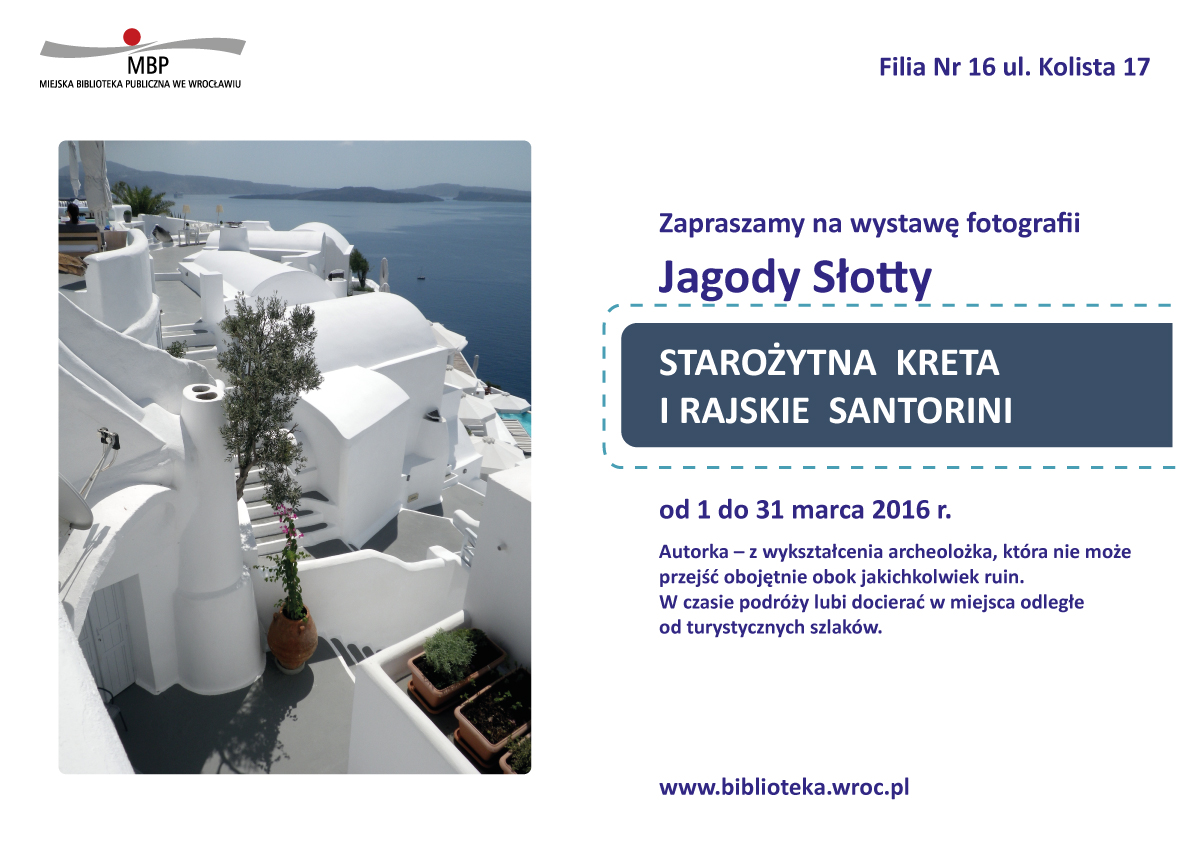 MBP
MIEJSKA BIBLIOTEKA PUBLICZNA WE WROCŁAWIU
Filia Nr 16 ul. Kolista 17
Zapraszamy na wystawę fotografii
Jagody Słotty
STAROŻYTNA KRETA
I RAJSKIE SANTORINI
od 1 do 31 marca 2016 r.
Autorka – z wykształcenia archeolożka, która nie może
przejść obojętnie obok jakichkolwiek ruin.
W czasie podróży lubi docierać w miejsca odległe
od turystycznych szlaków.
www.biblioteka.wroc.pl